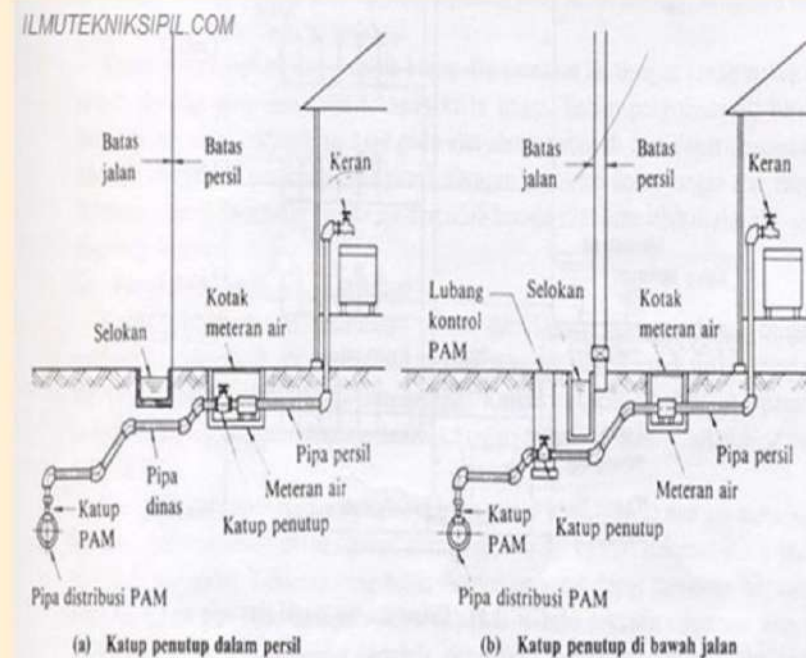 ILMUTEKNIKSIPIL.COM
Batas
jalan
Batas
persil
Keran
Selokan
Kotak
meteran air
Pipa persil
Pipa
dinas
Meteran air
Katup
PAM
Katup penutup
Pipa distribusi PAM
(a) Katup penutup dalam persil
Batas
jalan
Batas
persil
Keran
Lubang
kontrol
PAM
Selokan
Kotak
meteran air
Pipa persil
Meteran air
Katup
PAM
Katup penutup
Pipa distribusi PAM
(b) Katup penutup di bawah jalan